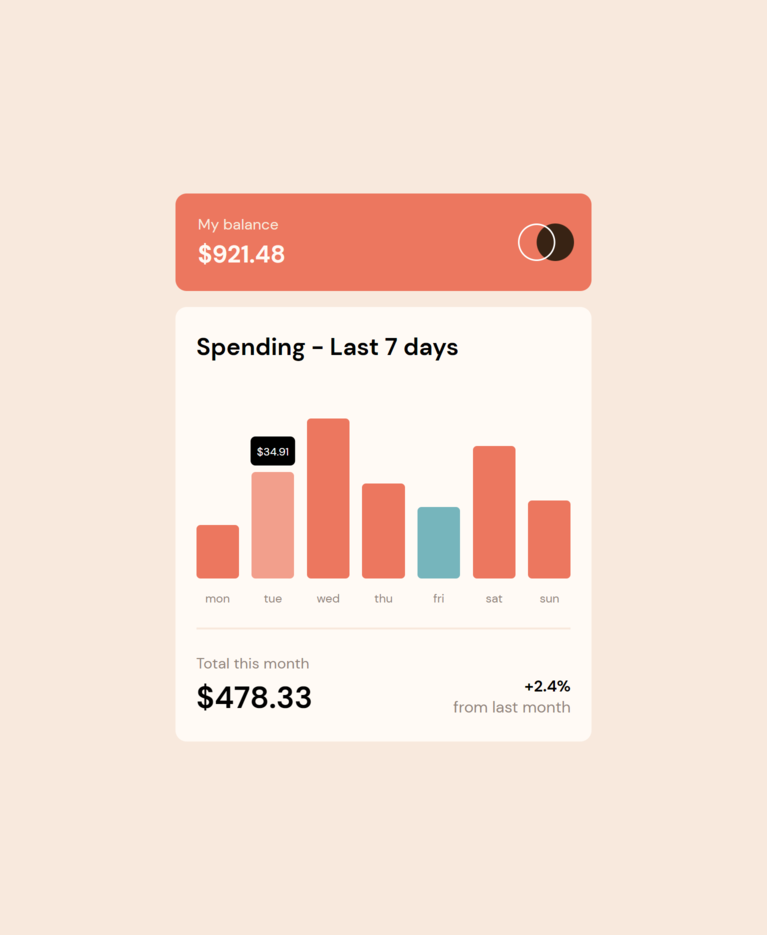 My balance
$921.48
Spending - Last 7 days
$34.91
mon tue wed thu fri sat sun
Total this month
$478.33
+2.4%
from last month